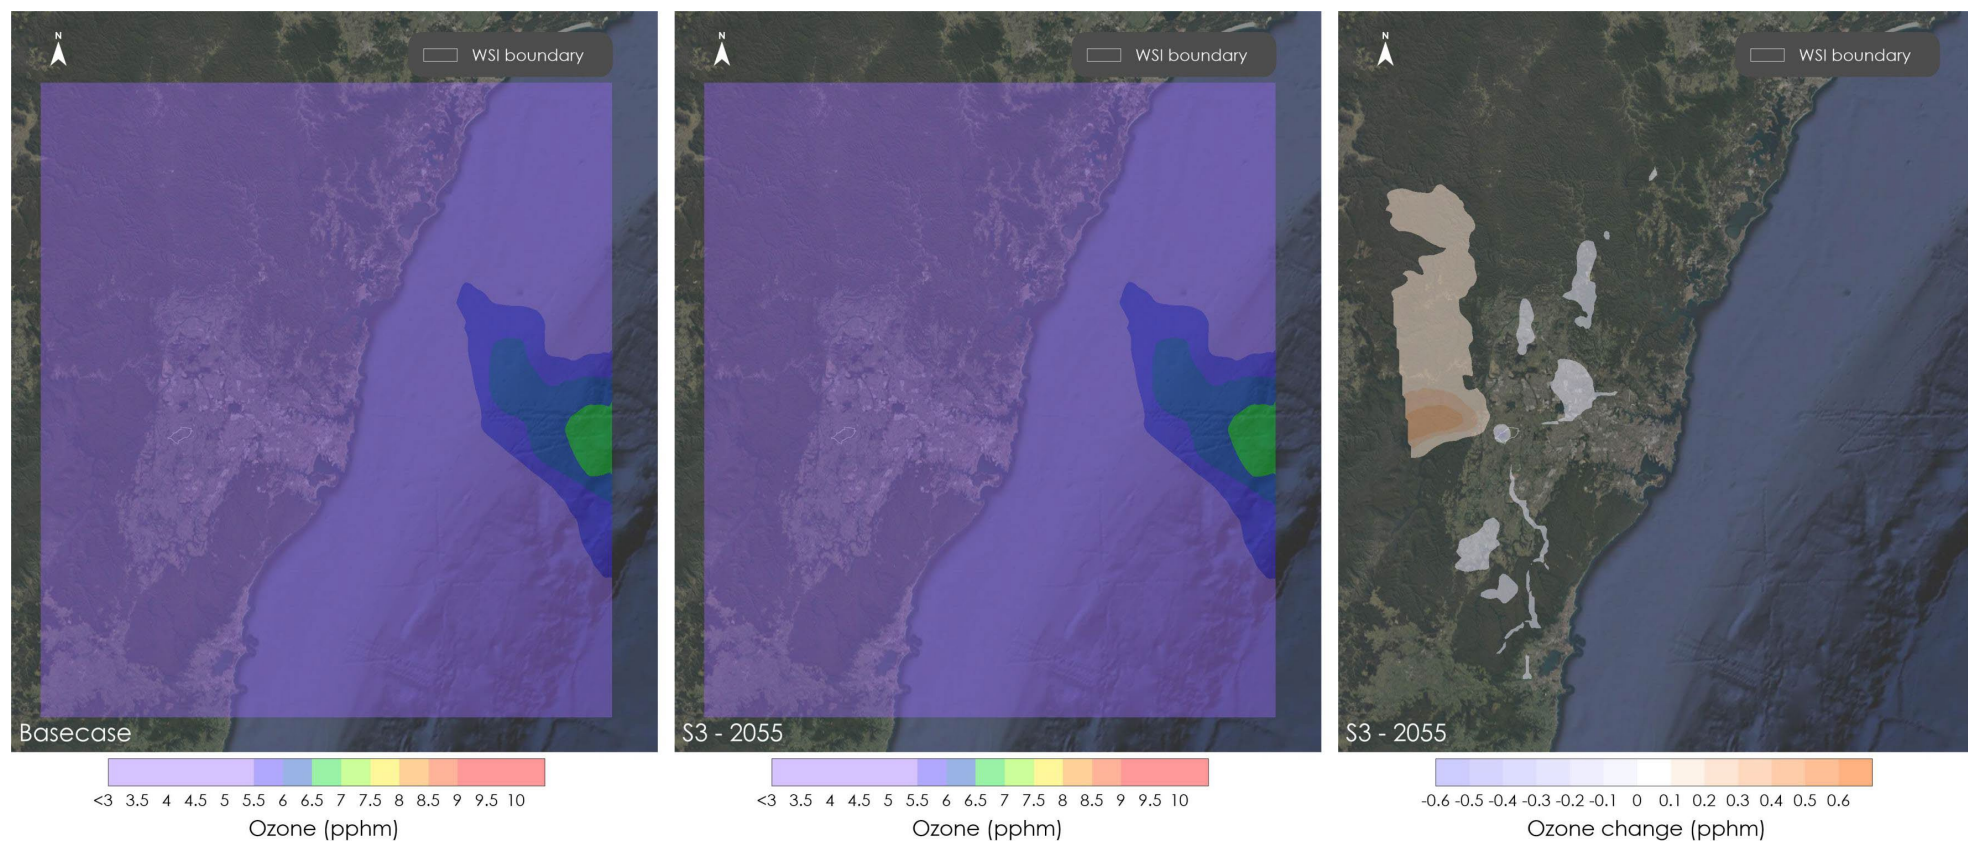 N
WSI boundary
N
WSI boundary
N
WSI boundary
Basecase
S3 - 2055
S3 - 2055
<3 3.5 4 4.5 5 5.5 6 6.5 7 7.5 8 8.5 9 9.5 10
<3 3.5 4 4.5 5 5.5 6 6.5 7 7.5 8 8.5 9 9.5 10
-0.6 -0.5 -0.4 -0.3 -0.2 -0.1 0 0.1 0.2 0.3 0.4 0.5 0.6
Ozone (pphm)
Ozone (pphm)
Ozone change (pphm)